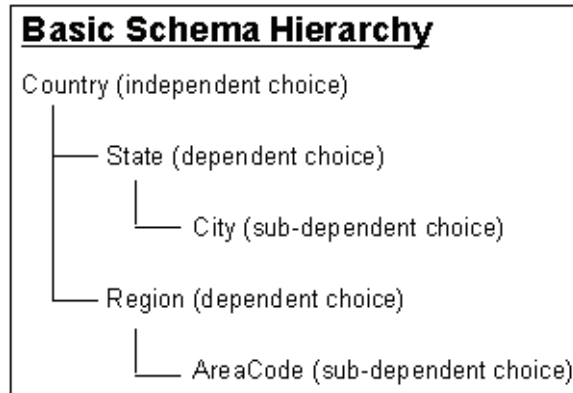 Basic Schema Hierarchy
Country (independent choice)
State (dependent choice)
City (sub-dependent choice)
Region (dependent choice)
AreaCode (sub-dependent choice)